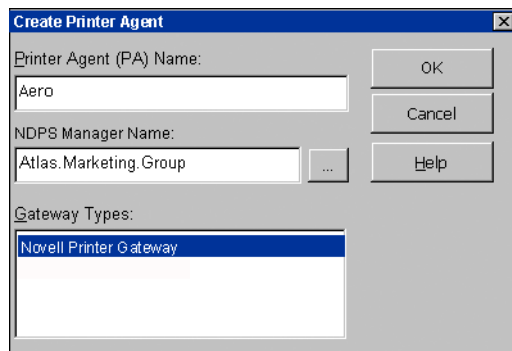 Create Printer Agent
Printer Agent (PA) Name:
Aero
NDPS Manager Name:
Atlas.Marketing.Group
...
Gateway Types:
Novell Printer Gateway
OK
Cancel
Help